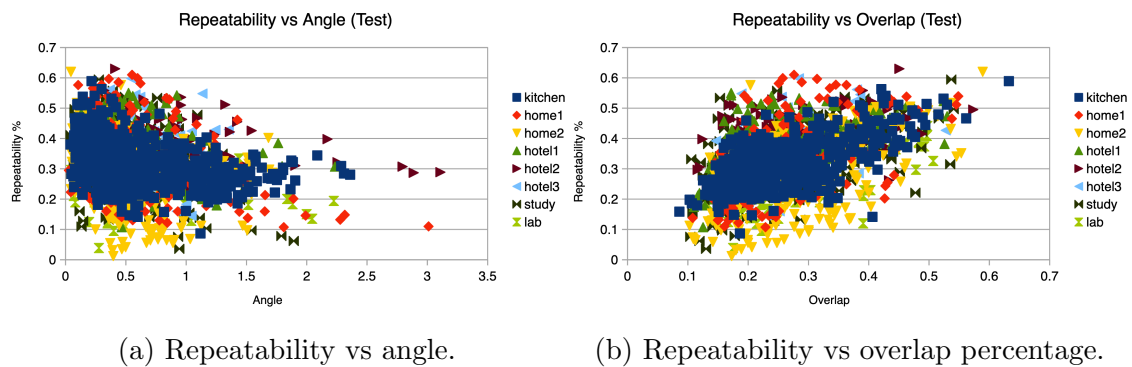 Repeatability vs Angle (Test)
0.7
0.6
0.5
0.4
0.3
0.2
0.1
0
0 0.5 1 1.5 2 2.5 3 3.5
Repeatability %
Angle
kitchen
home1
home2
hotel1
hotel2
hotel3
study
lab
(a) Repeatability vs angle.
Repeatability vs Overlap (Test)
0.7
0.6
0.5
0.4
0.3
0.2
0.1
0
0 0.1 0.2 0.3 0.4 0.5 0.6 0.7
Repeatability %
Overlap
kitchen
home1
home2
hotel1
hotel2
hotel3
study
lab
(b) Repeatability vs overlap percentage.